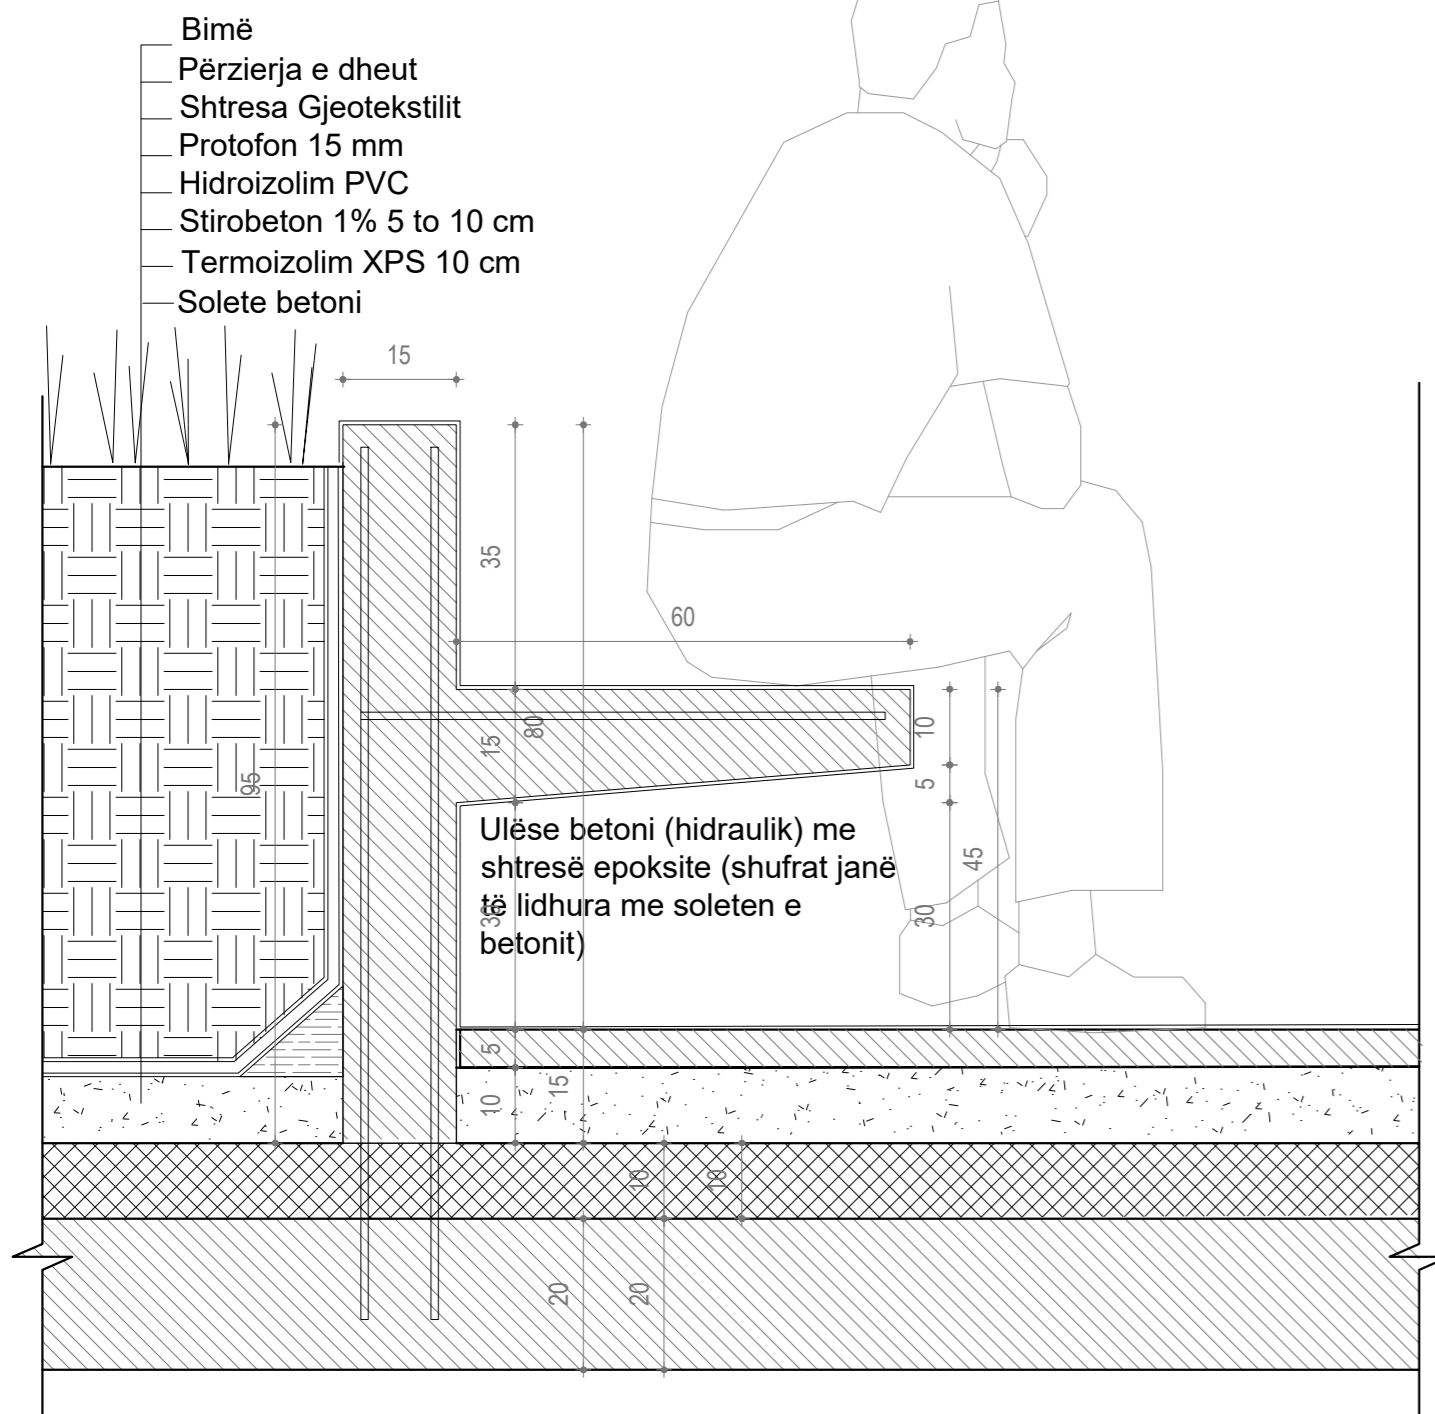 Bimë
Përzierja e dheut
Shtresa Gjeotekstilit
Protofon 15 mm
Hidroizolim PVC
Stirobeton 1% 5 to 10 cm
Termoizolim XPS 10 cm
Solete betoni
15
35
60
95
15
80
10
5
Ulëse betoni (hidraulik) me
shtresë epoksite (shufrat janë
të lidhura me soleten e
betonit)
30
45
30
5
10
15
10
10
20
20